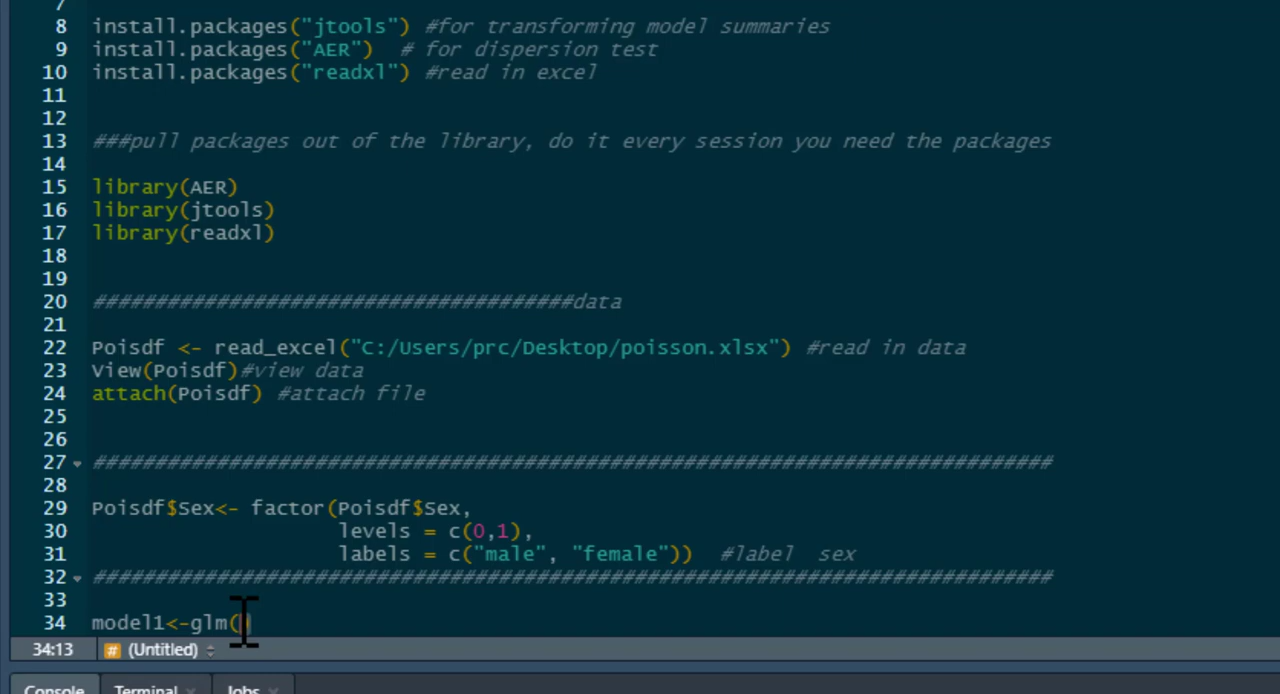 7
8 install.packages("jtools") #for transforming model summaries
9 install.packages("AER")  # for dispersion test
10 install.packages("readxl") #read in excel
11
12
13 ###pull packages out of the library, do it every session you need the packages
14
15 library(AER)
16 library(jtools)
17 library(readxl)
18
19
20 #######################################data
21
22 Poisdf <- read_excel("C:/Users/prc/Desktop/poisson.xlsx") #read in data
23 View(Poisdf)#view data
24 attach(Poisdf) #attach file
25
26
27 ##############################################################################
28
29 Poisdf$Sex<- factor(Poisdf$Sex,
30                     levels = c(0,1),
31                     labels = c("male", "female"))  #label  sex
32 ##############################################################################
33
34 model1<-glm()
34:13 # (Untitled)
Console Terminal Jobs